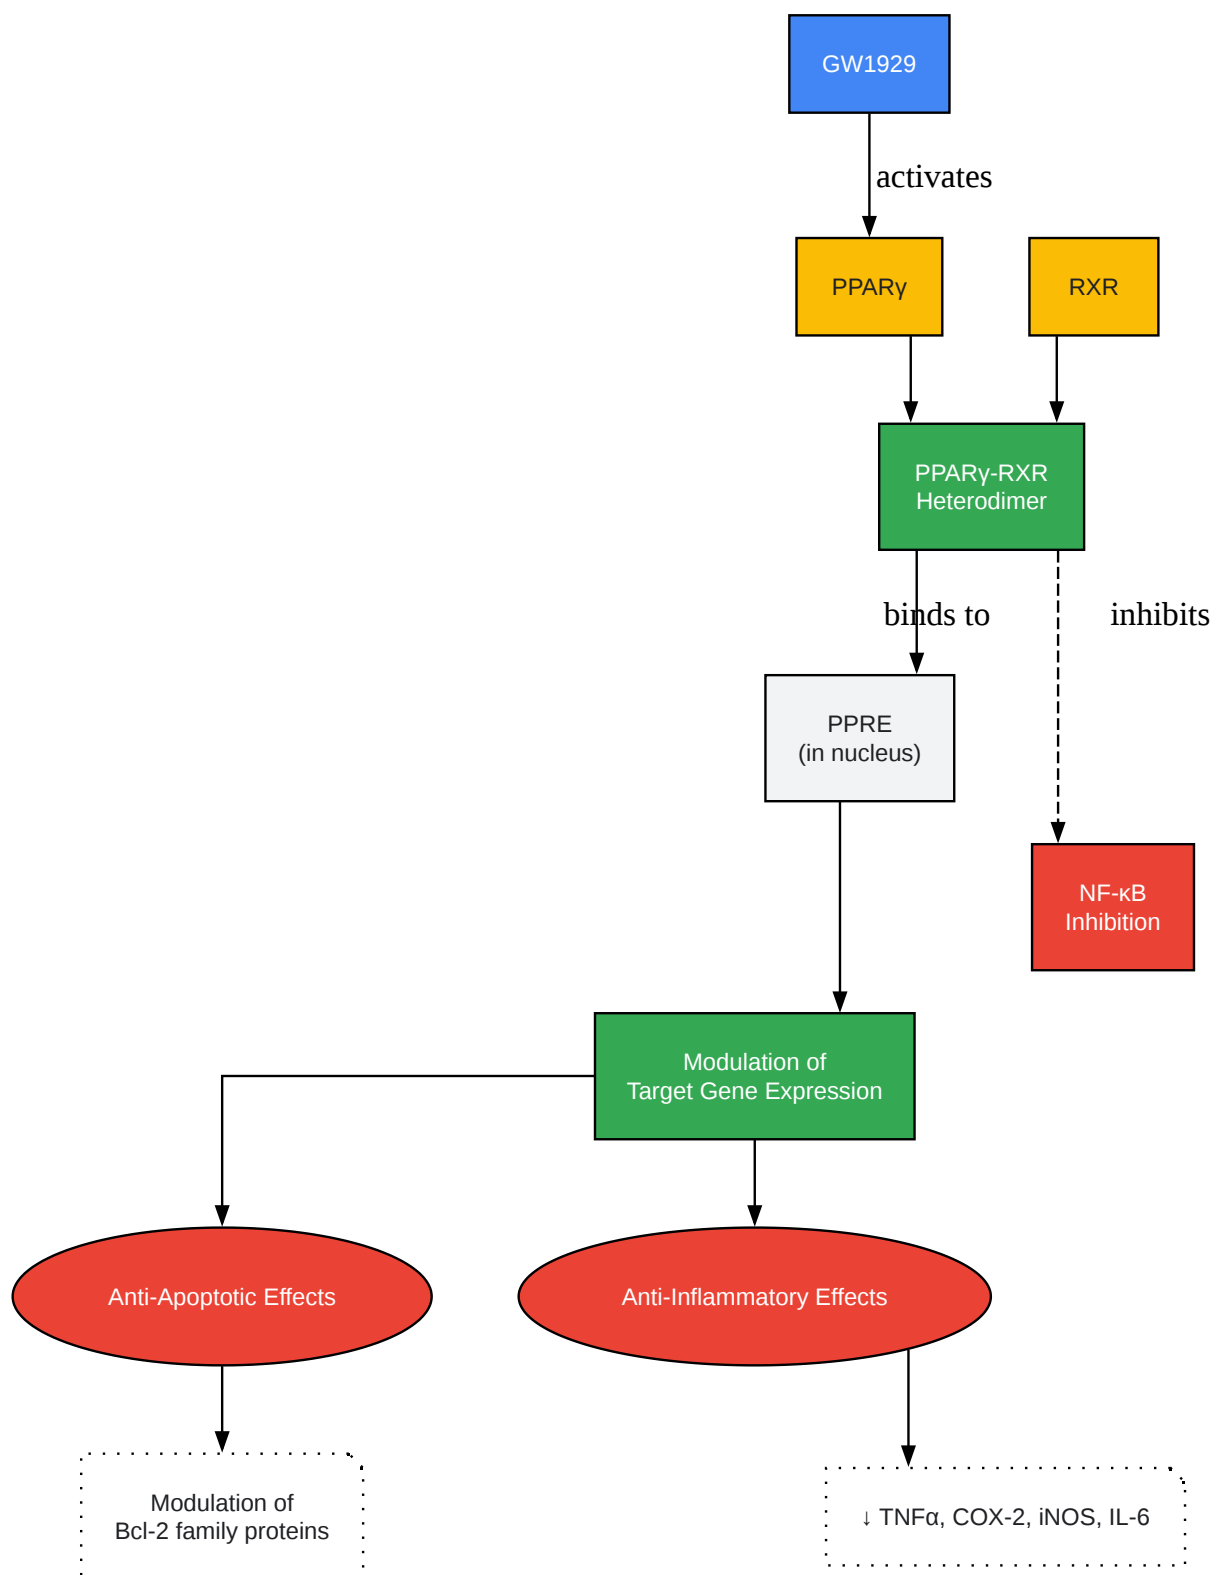 GW1929
activates
PPARγ
RXR
PPARγ-RXR
Heterodimer
binds to
inhibits
PPRE
(in nucleus)
NF-κB
Inhibition
Modulation of
Target Gene Expression
Anti-Apoptotic Effects
Anti-Inflammatory Effects
Modulation of
Bcl-2 family proteins
↓ TNFα, COX-2, iNOS, IL-6